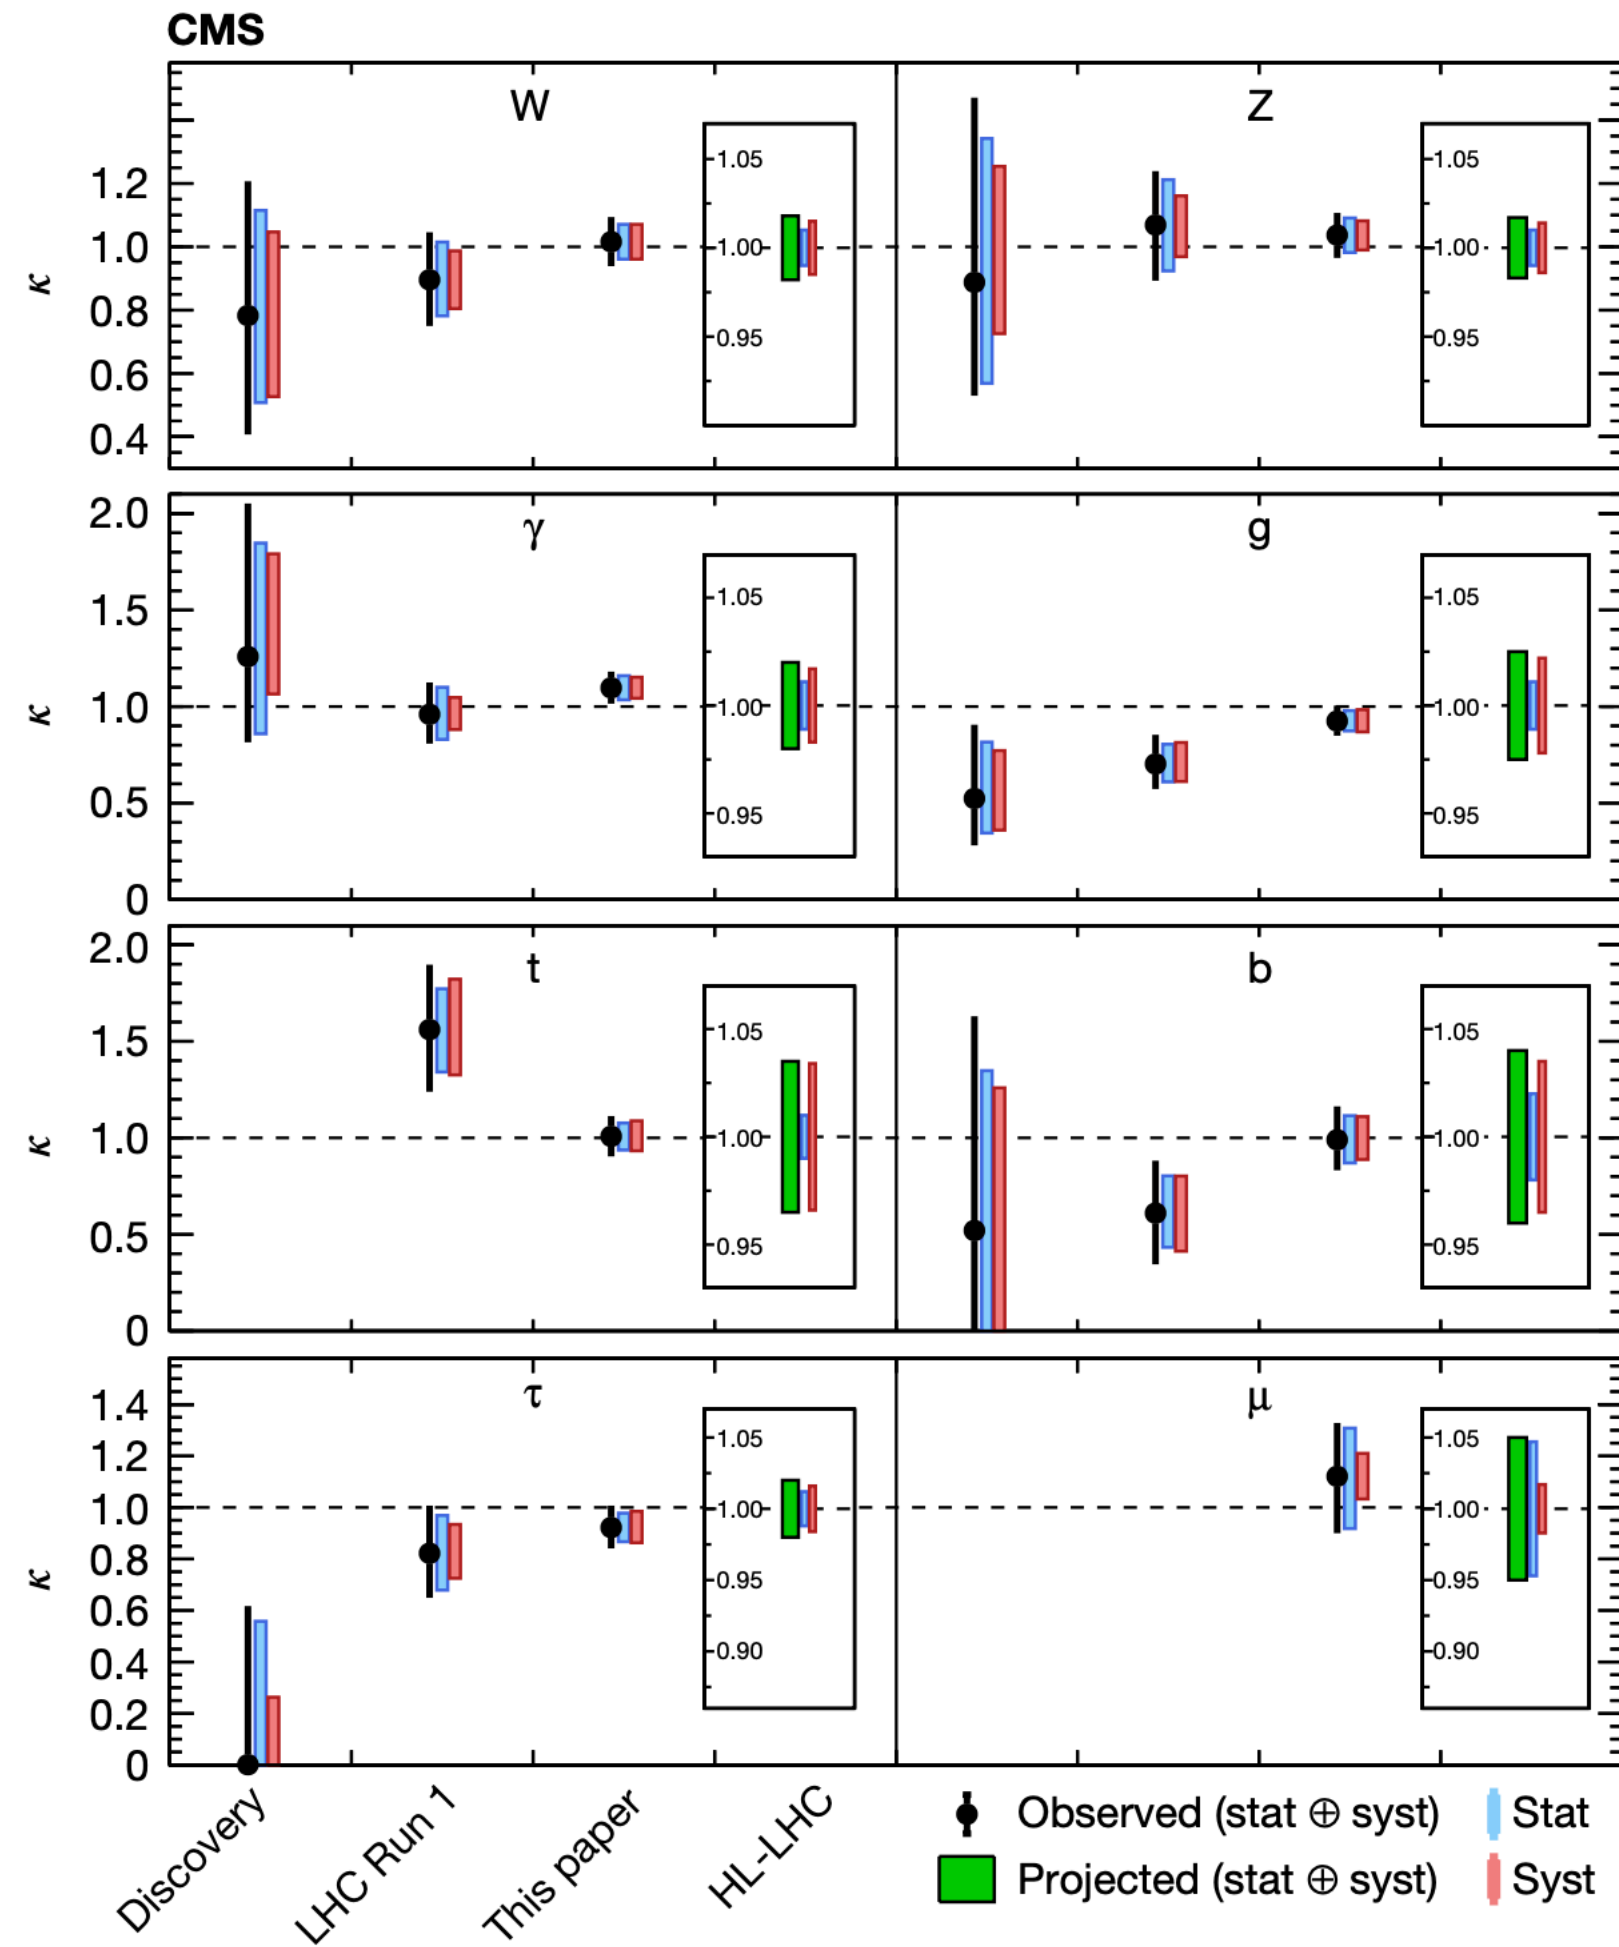 CMS
W
Z
κ
1.2
1.0
0.8
0.6
0.4
1.05
1.00
0.95
1.05
1.00
0.95
γ
g
κ
2.0
1.5
1.0
0.5
0
1.05
1.00
0.95
1.05
1.00
0.95
t
b
κ
2.0
1.5
1.0
0.5
0
1.05
1.00
0.95
1.05
1.00
0.95
τ
μ
κ
1.4
1.2
1.0
0.8
0.6
0.4
0.2
0
1.05
1.00
0.95
0.90
1.05
1.00
0.95
0.90
Discovery
LHC Run 1
This paper
HL-LHC
Observed (stat ⊕ syst)
Stat
Projected (stat ⊕ syst)
Syst